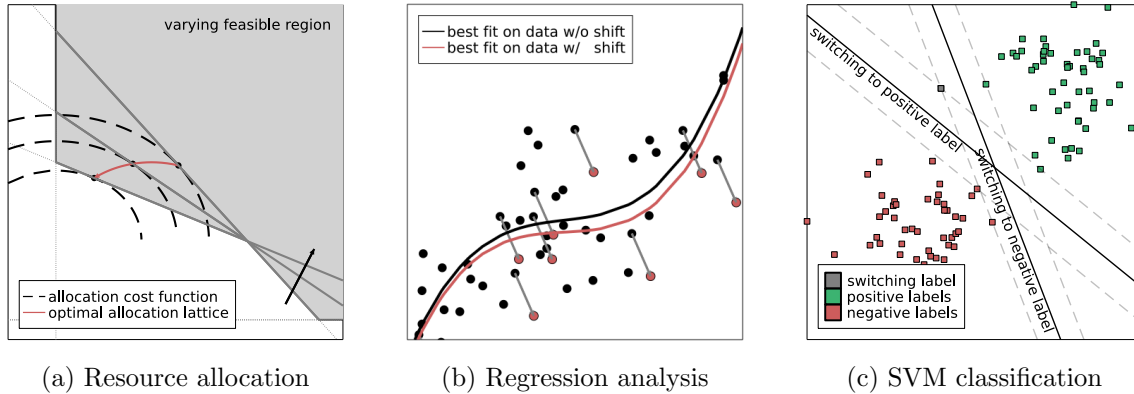 varying feasible region
allocation cost function
optimal allocation lattice
(a) Resource allocation
best fit on data w/o shift
best fit on data w/ shift
(b) Regression analysis
switching to positive label
switching to negative label
switching label
positive labels
negative labels
(c) SVM classification